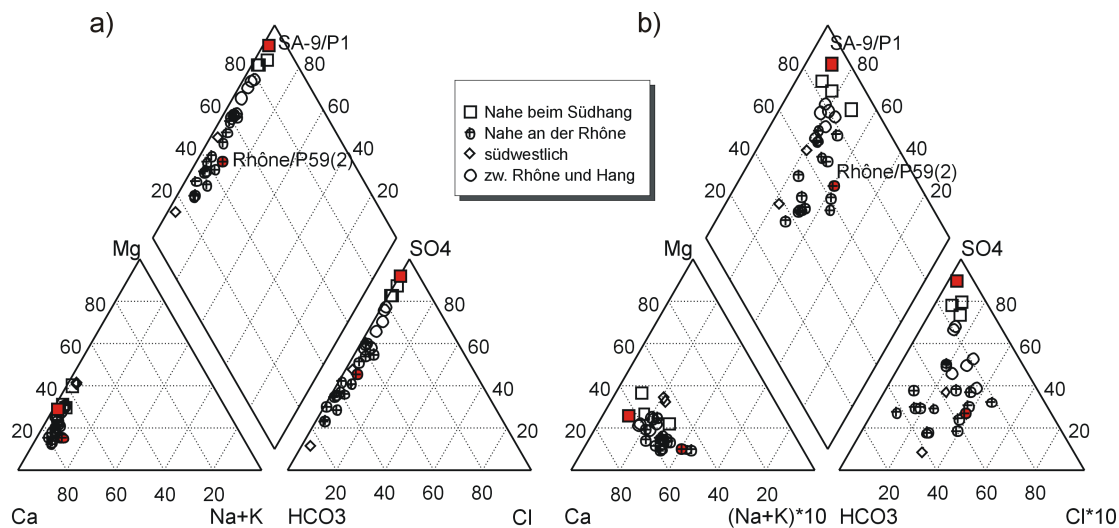 a)
SA-9/P1
80
80
60
60
40
40
20
20
Rhône/P59(2)
Nahe beim Südhang
Nahe an der Rhône
südwestlich
zw. Rhône und Hang
Mg
SO4
80
80
60
60
40
40
20
20
80
60
40
20
20
40
60
80
Ca
Na+K
HCO3
Cl
b)
SA-9/P1
80
80
60
60
40
40
20
20
Rhône/P59(2)
Mg
SO4
80
80
60
60
40
40
20
20
80
60
40
20
20
40
60
80
Ca
(Na+K)*10
HCO3
Cl*10